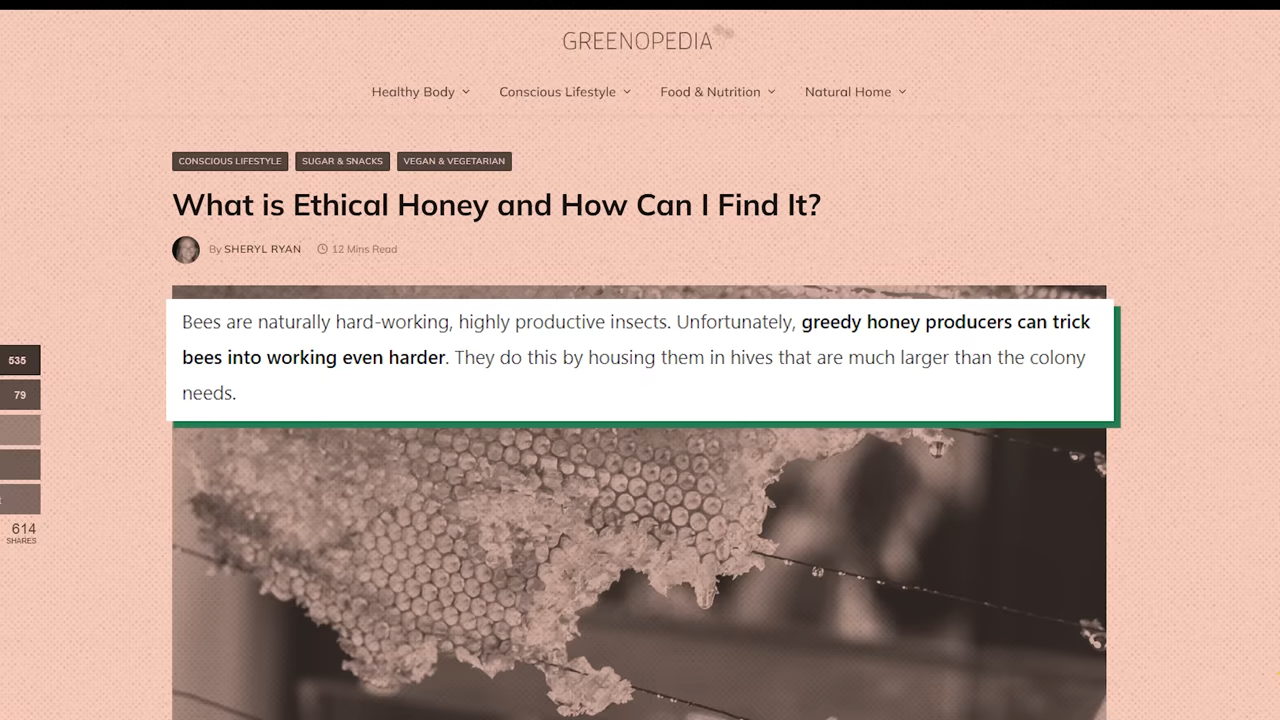 GREENOPEDIA
Healthy Body Conscious Lifestyle Food & Nutrition Natural Home
CONSCIOUS LIFESTYLE SUGAR & SNACKS VEGAN & VEGETARIAN
What is Ethical Honey and How Can I Find It?
By SHERYL RYAN 12 Mins Read
Bees are naturally hard-working, highly productive insects. Unfortunately, greedy honey producers can trick
bees into working even harder. They do this by housing them in hives that are much larger than the colony
needs.
535
79
614
SHARES